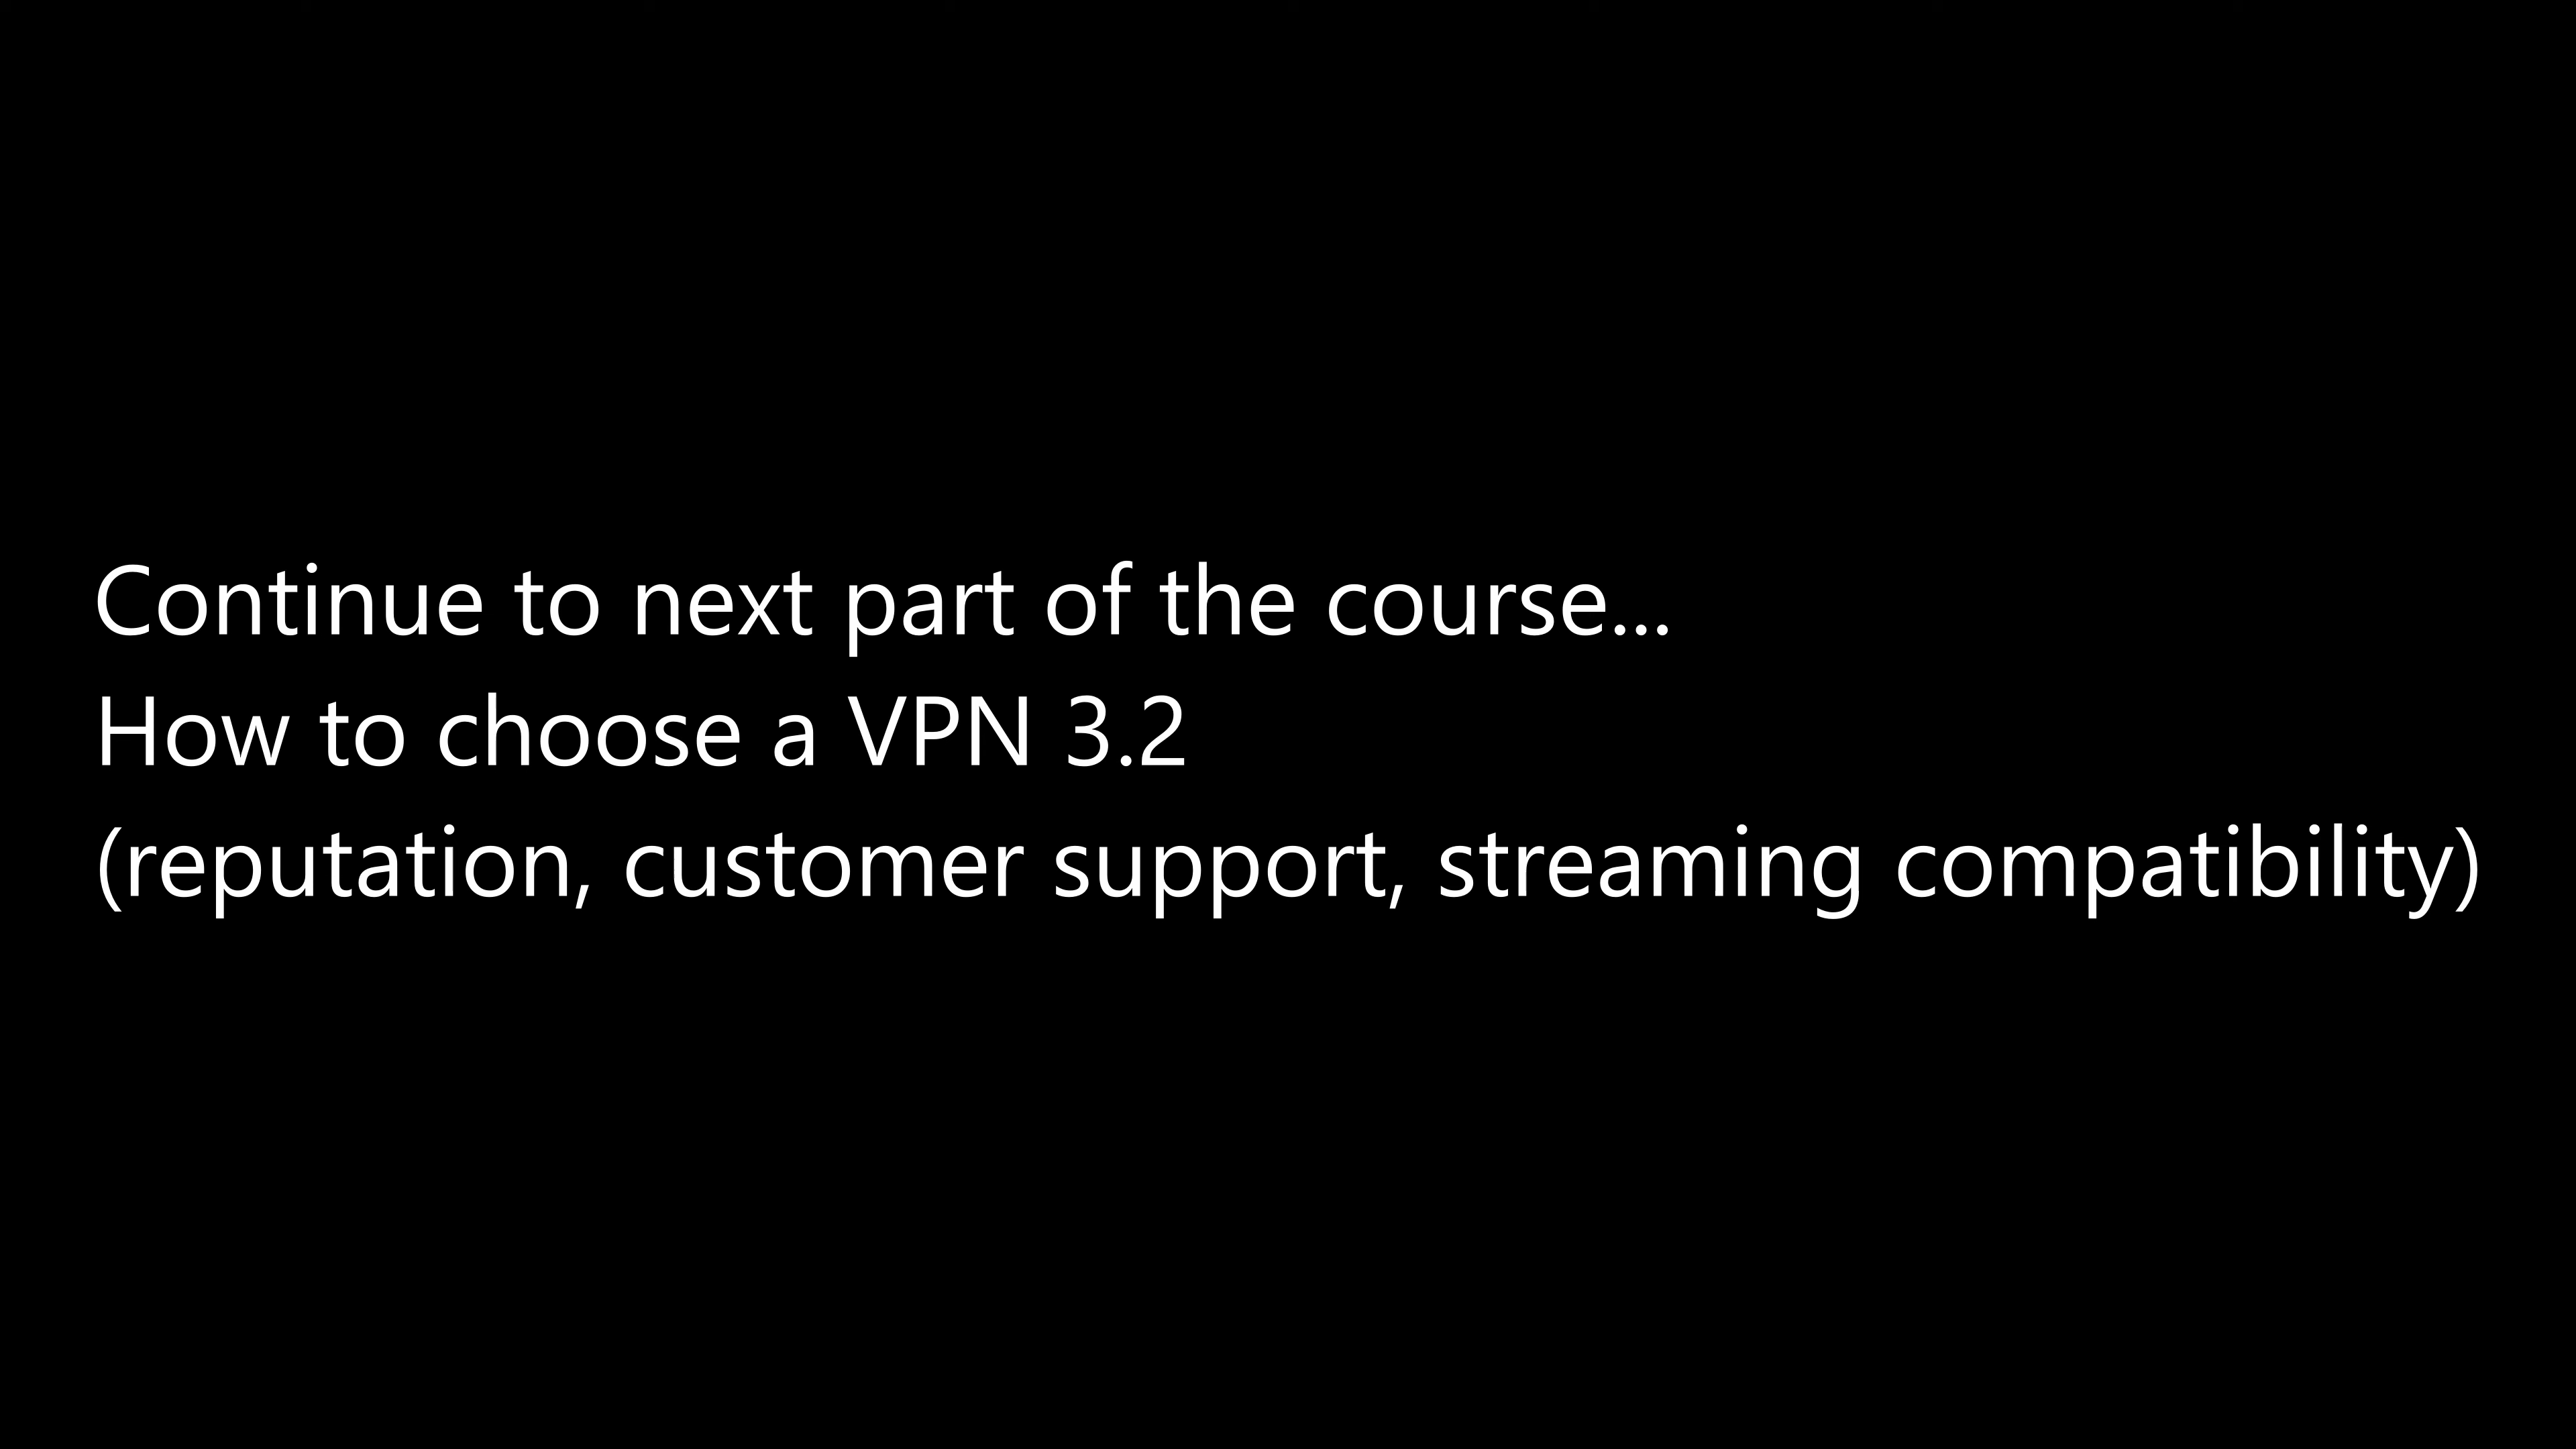 Continue to next part of the course...
How to choose a VPN 3.2
(reputation, customer support, streaming compatibility)